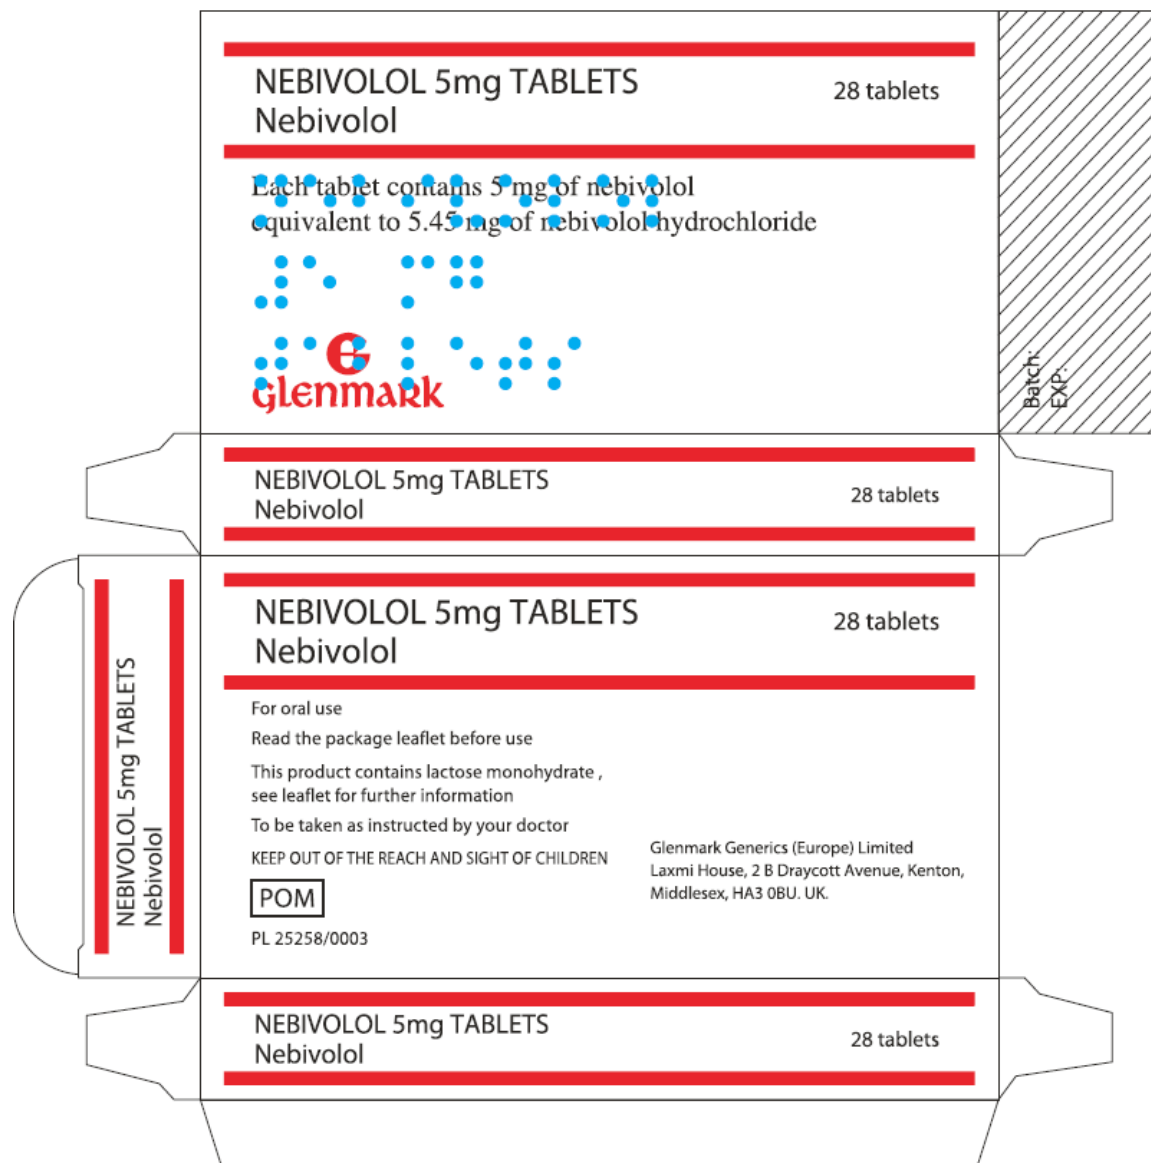 NEBIVOLOL 5mg TABLETS
Nebivolol
28 tablets
Each tablet contains 5 mg of nebivolol
equivalent to 5.45 mg of nebivolol hydrochloride
GLENMARK
Batch:
EXP:
NEBIVOLOL 5mg TABLETS
Nebivolol
28 tablets
NEBIVOLOL 5mg TABLETS
Nebivolol
NEBIVOLOL 5mg TABLETS
Nebivolol
28 tablets
For oral use
Read the package leaflet before use
This product contains lactose monohydrate ,
see leaflet for further information
To be taken as instructed by your doctor
KEEP OUT OF THE REACH AND SIGHT OF CHILDREN
POM
PL 25258/0003
Glenmark Generics (Europe) Limited
Laxmi House, 2 B Draycott Avenue, Kenton,
Middlesex, HA3 0BU. UK.
NEBIVOLOL 5mg TABLETS
Nebivolol
28 tablets